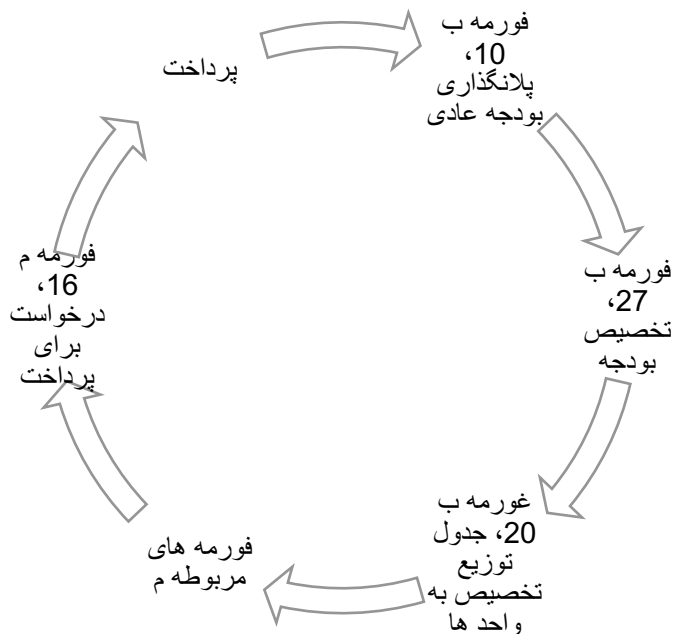 فورمه ب
10،
پلانگذاری
بودجه عادی
فورمه ب
27،
تخصیص
بودجه
غورمه ب
20، جدول
توزیع
تخصیص به
واحد ها
فورمه های
مربوطه م
فورمه م
16،
درخواست
برای
پرداخت
پرداخت